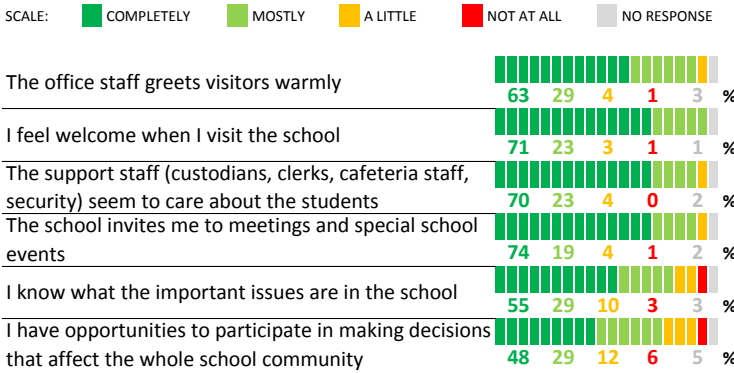 SCALE: COMPLETELY MOSTLY A LITTLE NOT AT ALL NO RESPONSE
The office staff greets visitors warmly
63 29 4 1 3 %
I feel welcome when I visit the school
71 23 3 1 1 %
The support staff (custodians, clerks, cafeteria staff,
security) seem to care about the students
70 23 4 0 2 %
The school invites me to meetings and special school
events
74 19 4 1 2 %
I know what the important issues are in the school
55 29 10 3 3 %
I have opportunities to participate in making decisions
that affect the whole school community
48 29 12 6 5 %